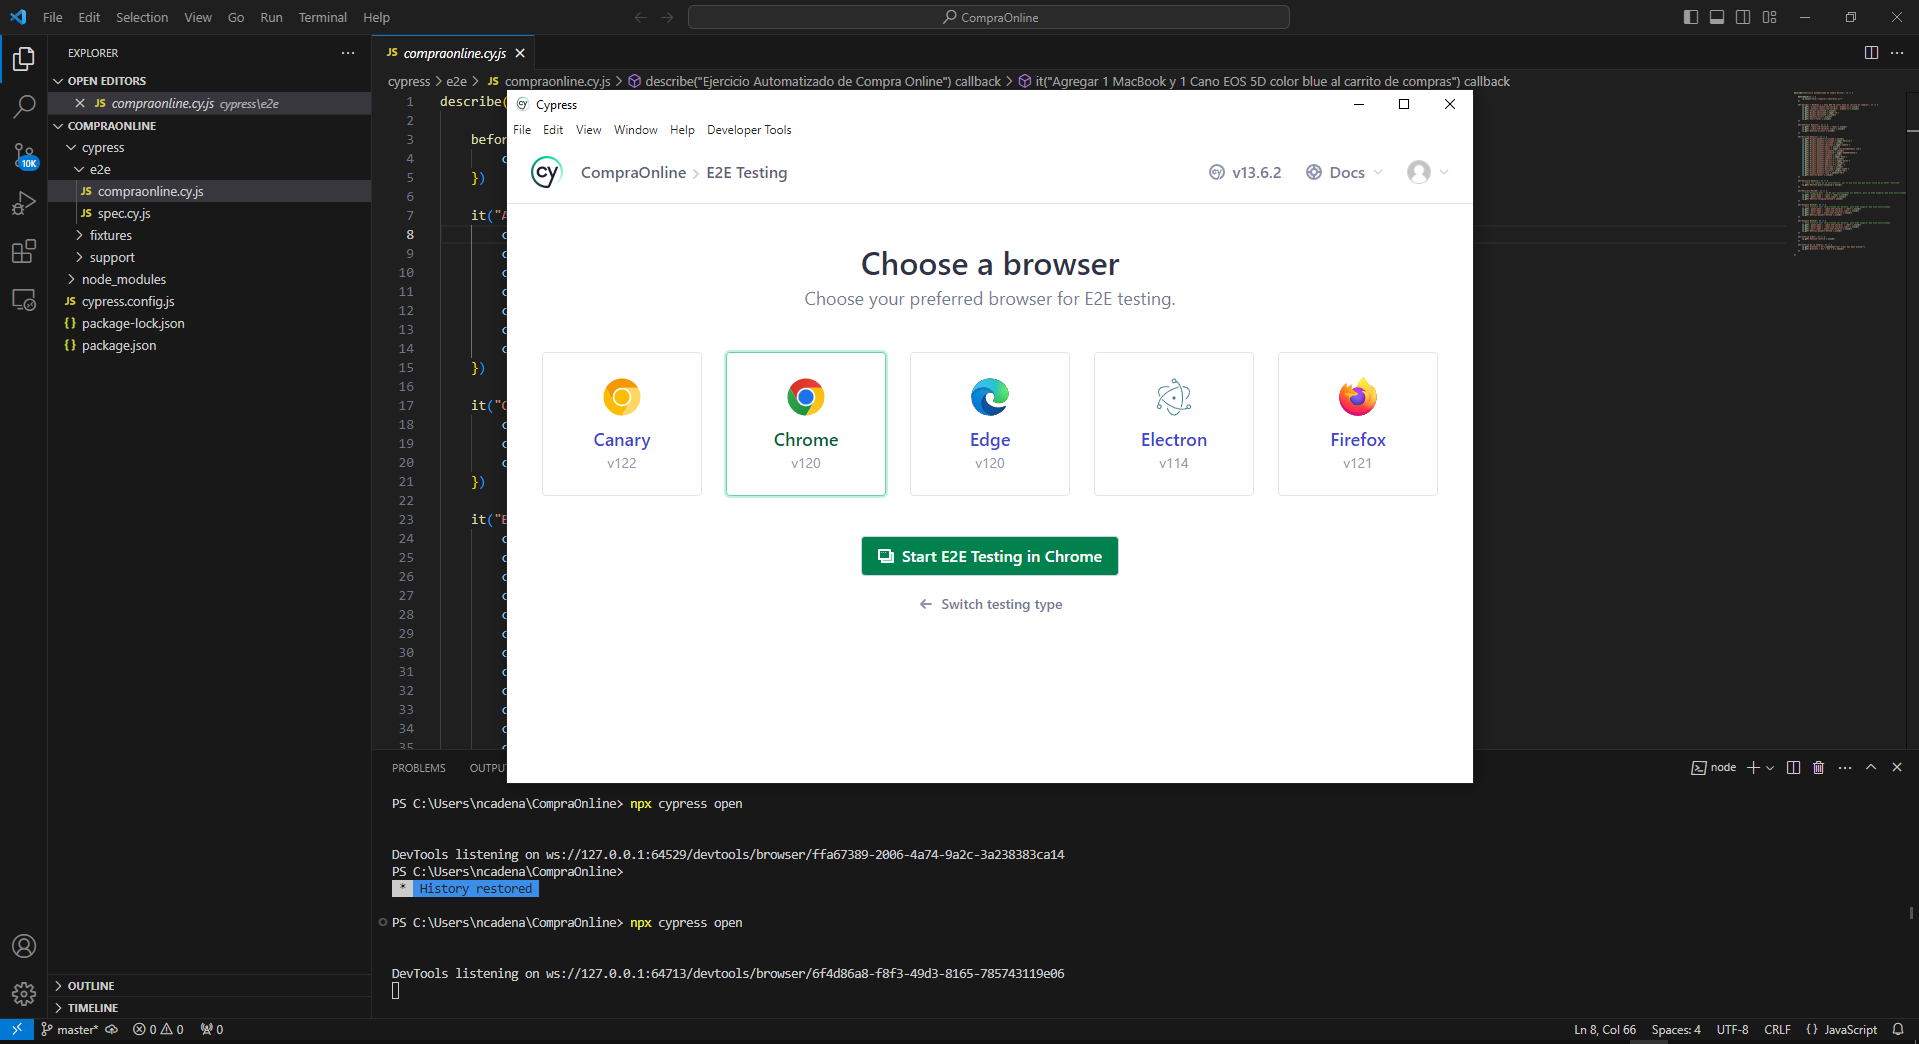 File Edit Selection View Go Run Terminal Help
CompraOnline
EXPLORER
OPEN EDITORS
JS compraonline.cy.js cypress\e2e
COMPRAONLINE
cypress
e2e
JS compraonline.cy.js
JS spec.cy.js
fixtures
support
node_modules
JS cypress.config.js
{} package-lock.json
{} package.json
10K
OUTLINE
TIMELINE
JS compraonline.cy.js
cypress > e2e > JS compraonline.cy.js > describe("Ejercicio Automatizado de Compra Online") callback > it("Agregar 1 MacBook y 1 Cano EOS 5D color blue al carrito de compras") callback
1 describe(
2
3 befor
4 c
5 })
6
7 it("A
8 c
9 c
10 c
11 c
12 c
13 c
14 c
15 })
16
17 it("C
18 c
19 c
20 c
21 })
22
23 it("E
24 c
25 c
26 c
27 c
28 c
29 c
30 c
31 c
32 c
33 c
34 c
35 c
Cypress
File Edit View Window Help Developer Tools
cy CompraOnline > E2E Testing
v13.6.2 Docs
Choose a browser
Choose your preferred browser for E2E testing.
Canary
v122
Chrome
v120
Edge
v120
Electron
v114
Firefox
v121
Start E2E Testing in Chrome
Switch testing type
PROBLEMS OUTPU
node
PS C:\Users\ncadena\CompraOnline> npx cypress open
DevTools listening on ws://127.0.0.1:64529/devtools/browser/ffa67389-2006-4a74-9a2c-3a238383ca14
PS C:\Users\ncadena\CompraOnline>
* History restored
PS C:\Users\ncadena\CompraOnline> npx cypress open
DevTools listening on ws://127.0.0.1:64713/devtools/browser/6f4d86a8-f8f3-49d3-8165-785743119e06
master* 0 0 0
Ln 8, Col 66 Spaces: 4 UTF-8 CRLF {} JavaScript